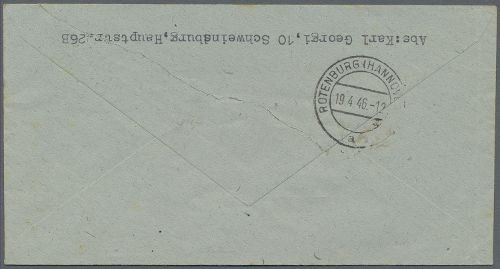 Abs:Karl Georgi,10 Schweinsburg,Hauptstr.26B
ROTENBURG (HANNOV
19.4.46.-12
a